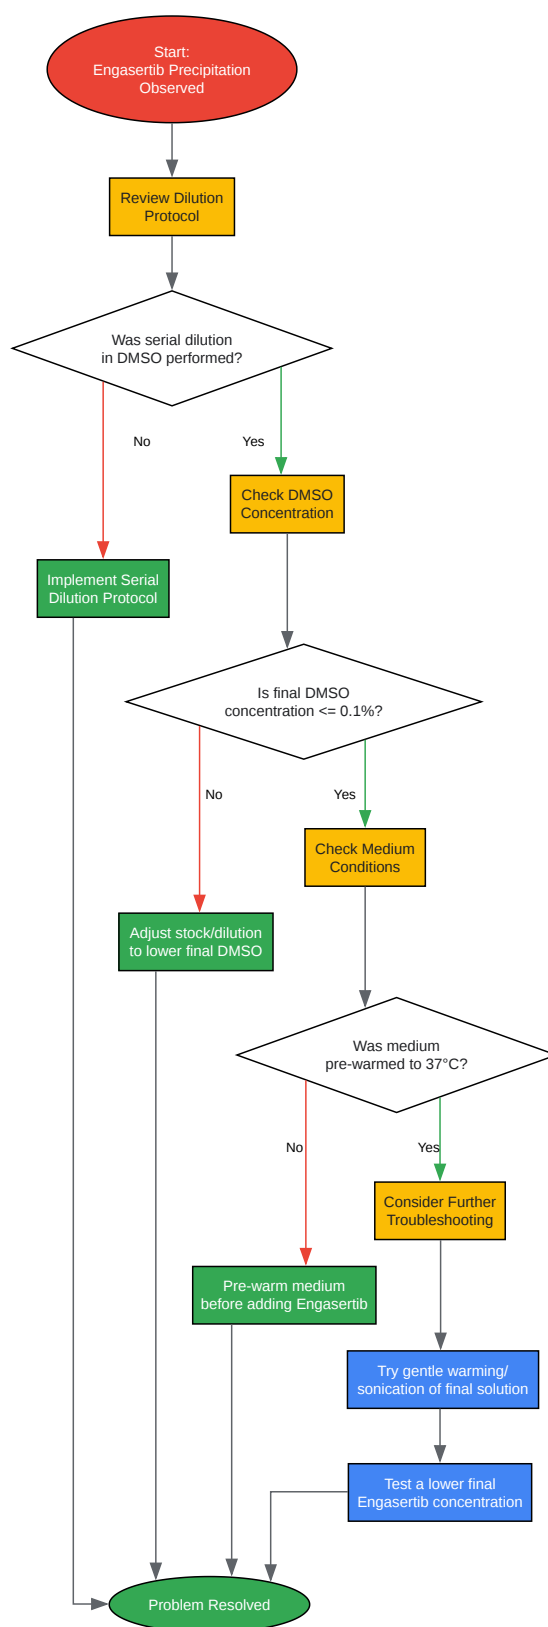 Start:
Engasertib Precipitation
Observed
Review Dilution
Protocol
Was serial dilution
in DMSO performed?
No
Yes
Check DMSO
Concentration
Implement Serial
Dilution Protocol
Is final DMSO
concentration <= 0.1%?
No
Yes
Check Medium
Conditions
Adjust stock/dilution
to lower final DMSO
Was medium
pre-warmed to 37°C?
No
Yes
Consider Further
Troubleshooting
Pre-warm medium
before adding Engasertib
Try gentle warming/
sonication of final solution
Test a lower final
Engasertib concentration
Problem Resolved